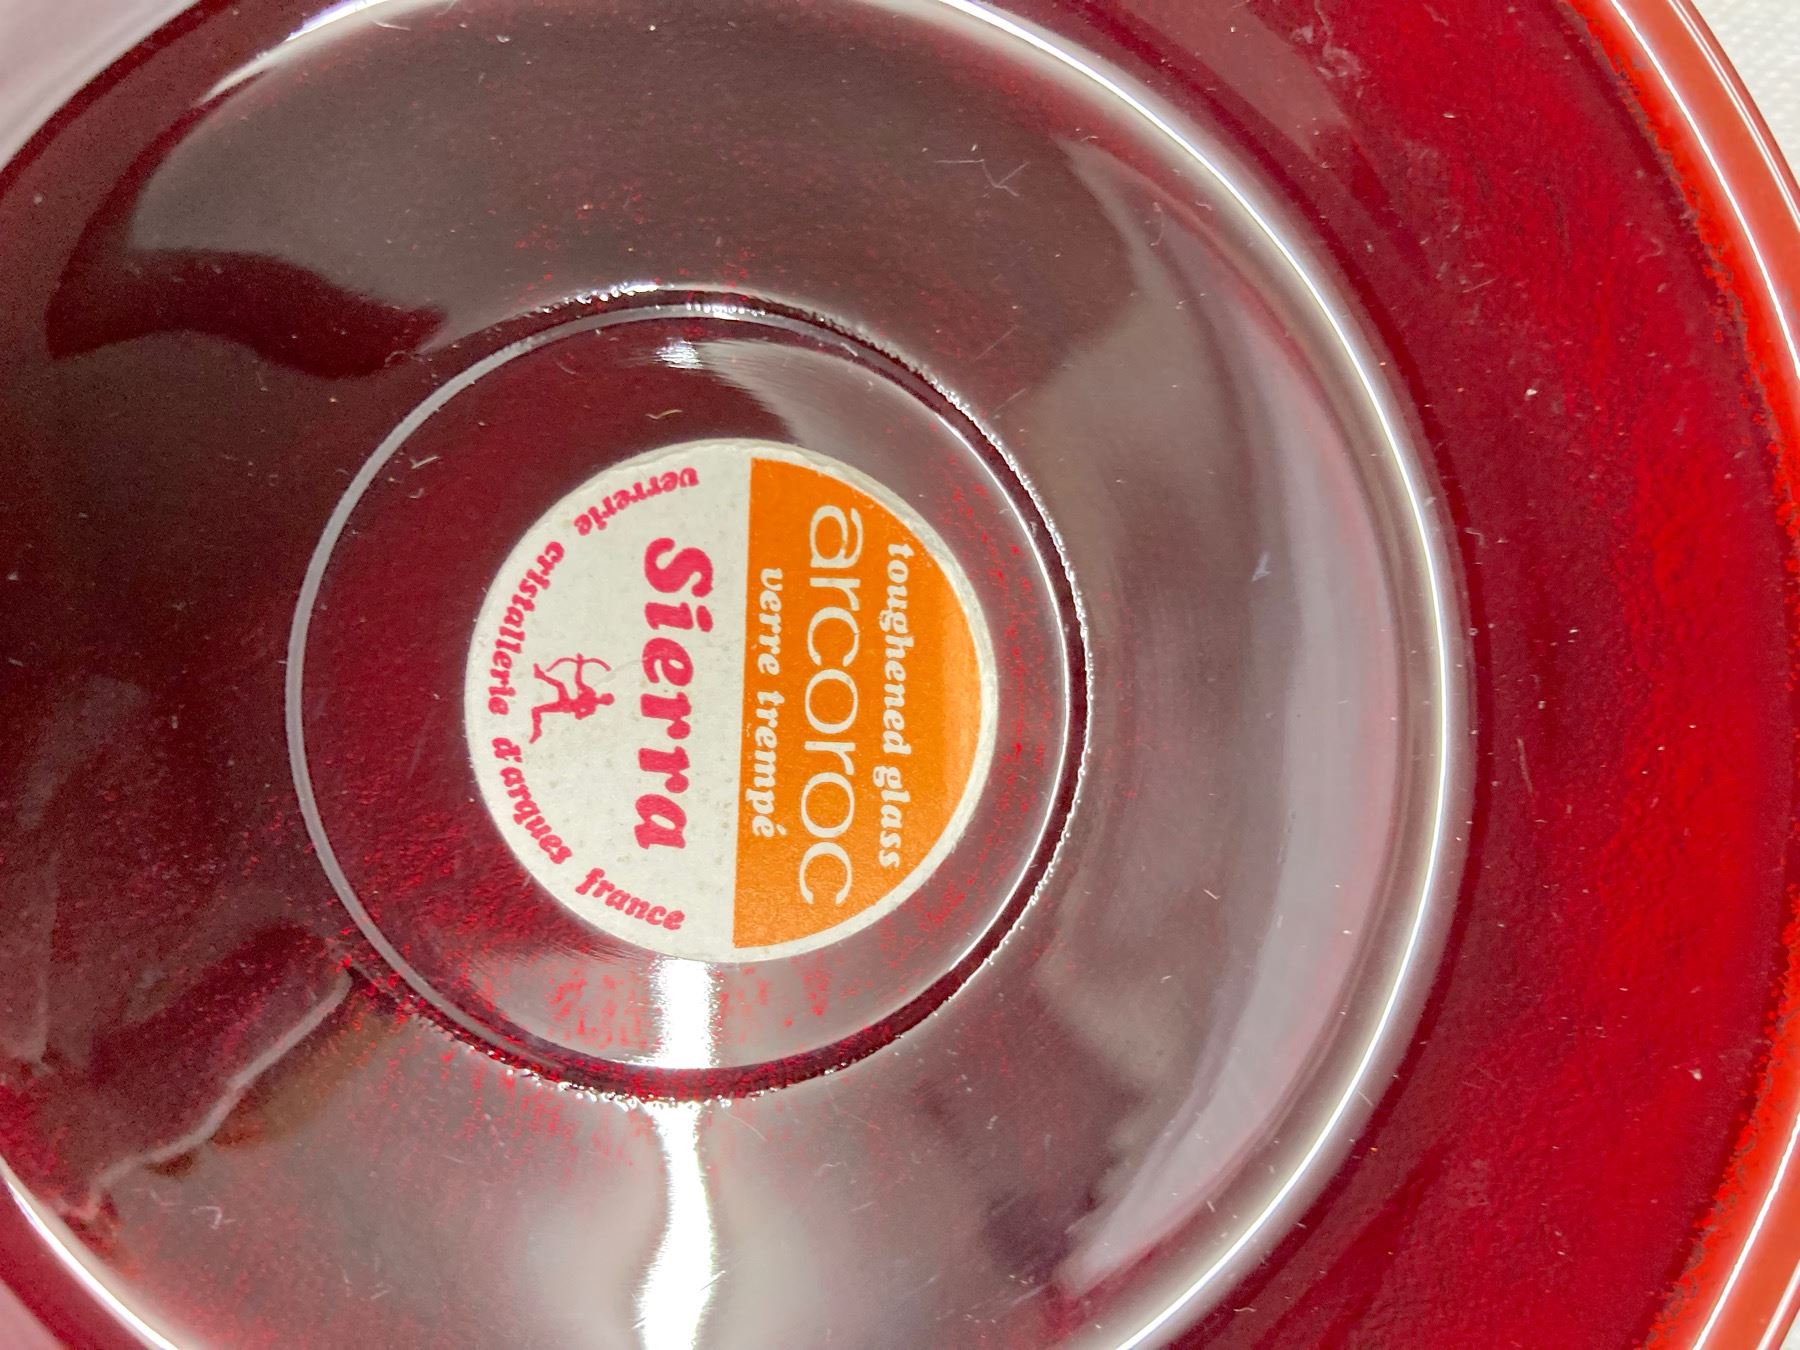 toughened glass
arcoroc
verre trempé
Sierra
verrerie cristallerie d'arques france